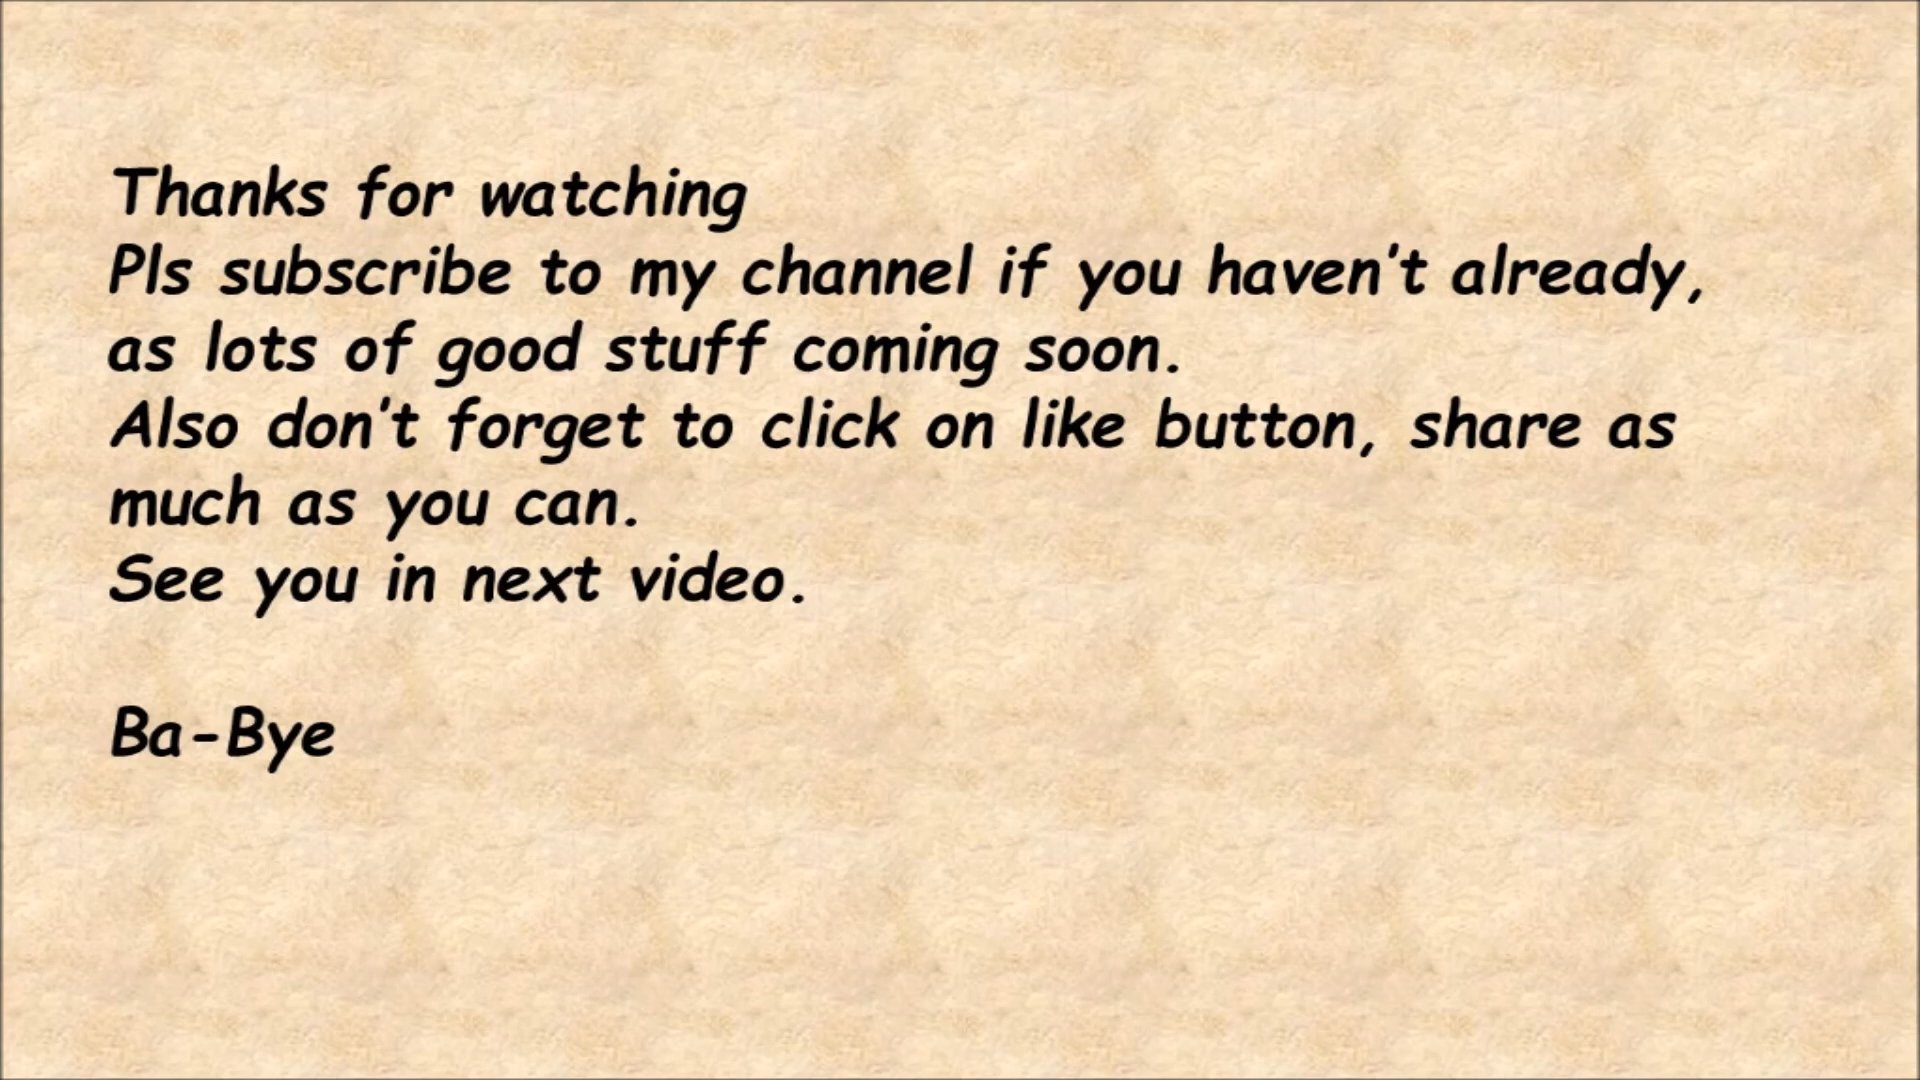 Thanks for watching
Pls subscribe to my channel if you haven't already,
as lots of good stuff coming soon.
Also don't forget to click on like button, share as
much as you can.
See you in next video.
Ba-Bye